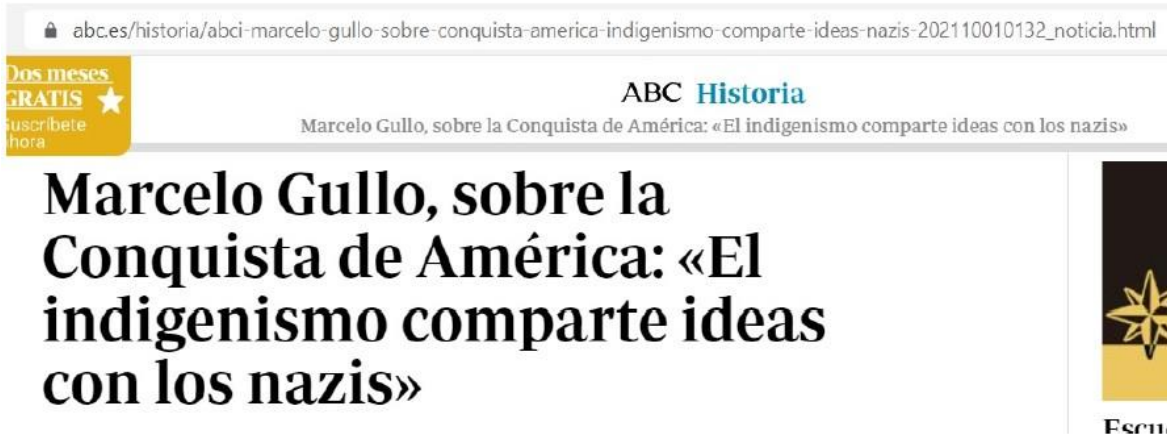 abc.es/historia/abci-marcelo-gullo-sobre-conquista-america-indigenismo-comparte-ideas-nazis-202110010132_noticia.html
Dos meses
GRATIS
Suscríbete
ahora
ABC Historia
Marcelo Gullo, sobre la Conquista de América: «El indigenismo comparte ideas con los nazis»
Marcelo Gullo, sobre la
Conquista de América: «El
indigenismo comparte ideas
con los nazis»